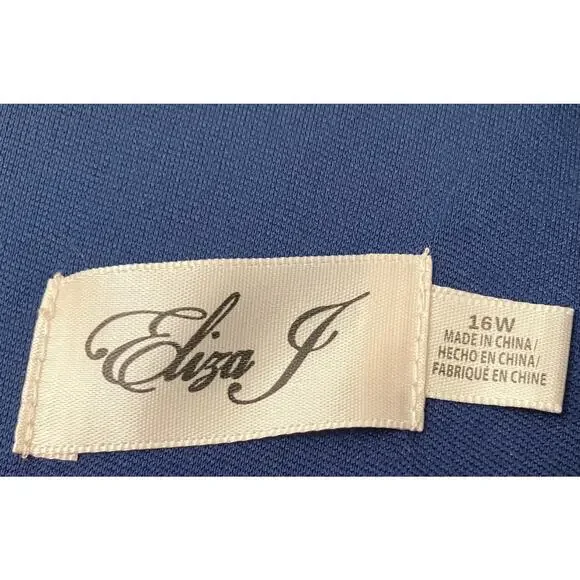 Eliza J
16W
MADE IN CHINA/
HECHO EN CHINA/
FABRIQUÉ EN CHINE